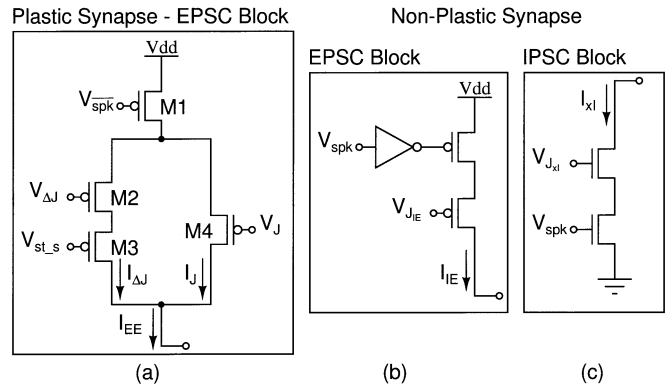 Plastic Synapse - EPSC Block
Non-Plastic Synapse
EPSC Block
IPSC Block
Vdd
V_spk̅
M1
V_ΔJ
M2
V_st_s
M3
M4
V_J
I_ΔJ
I_J
I_EE
Vdd
V_spk
V_J_IE
I_IE
I_xI
V_J_xI
V_spk
(a)
(b)
(c)